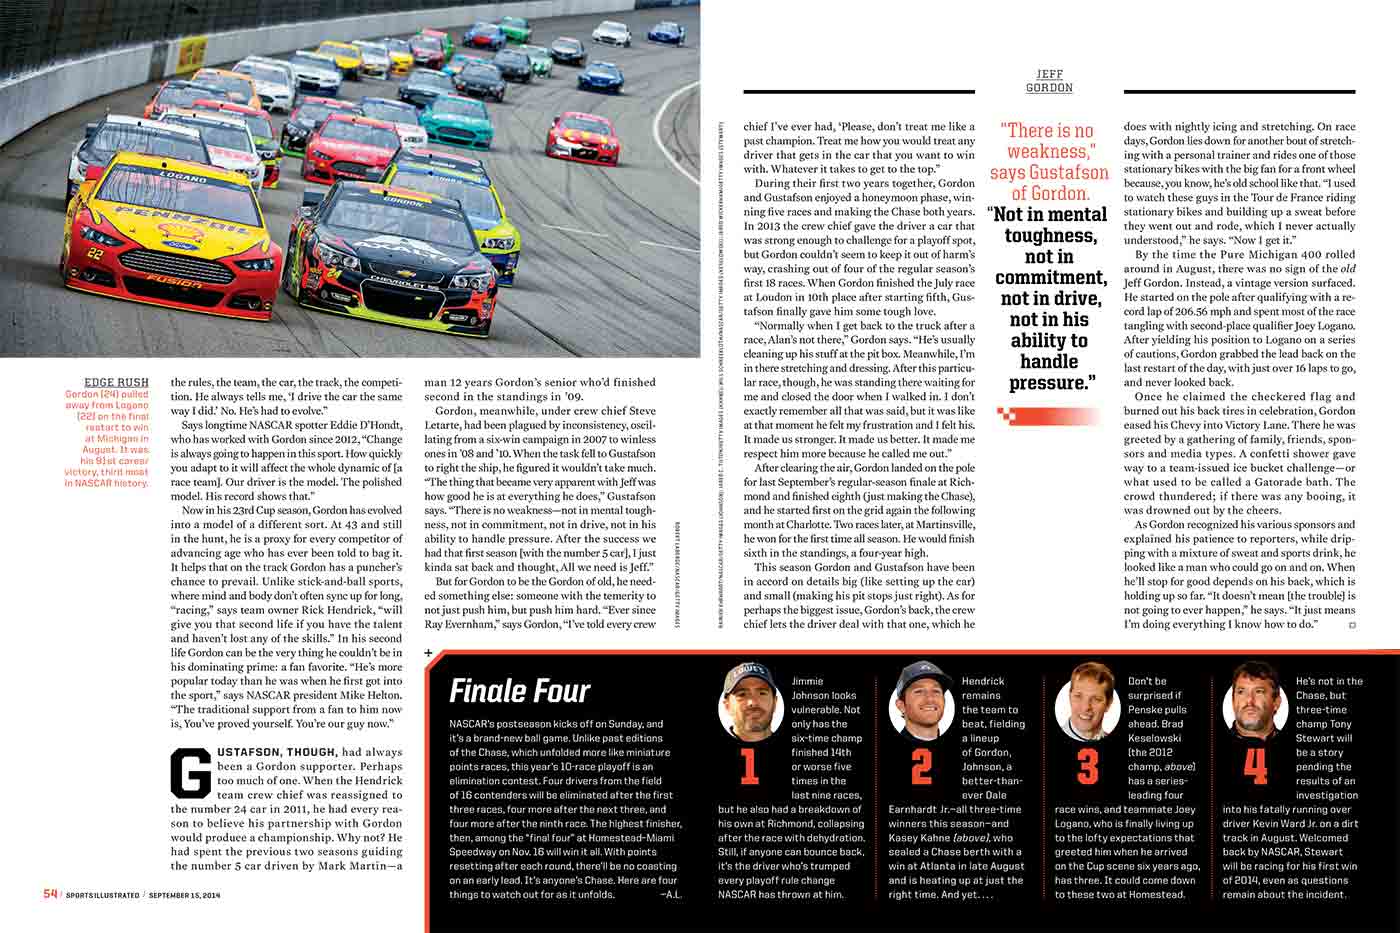 LOGANO
PENNZOIL
Ford
FUSION
22
GORDON
AXALTA
24
CHEVROLET SS
EDGE RUSH
Gordon (24) pulled
away from Logano
(22) on the final
restart to win
at Michigan in
August. It was
his 91st career
victory, third most
in NASCAR history.
the rules, the team, the car, the track, the competi-
tion. He always tells me, ‘I drive the car the same
way I did.’ No. He’s had to evolve.”
Says longtime NASCAR spotter Eddie D’Hondt,
who has worked with Gordon since 2012, “Change
is always going to happen in this sport. How quickly
you adapt to it will affect the whole dynamic of [a
race team]. Our driver is the model. The polished
model. His record shows that.”
Now in his 23rd Cup season, Gordon has evolved
into a model of a different sort. At 43 and still
in the hunt, he is a proxy for every competitor of
advancing age who has ever been told to bag it.
It helps that on the track Gordon has a puncher’s
chance to prevail. Unlike stick-and-ball sports,
where mind and body don’t often sync up for long,
“racing,” says team owner Rick Hendrick, “will
give you that second life if you have the talent
and haven’t lost any of the skills.” In his second
life Gordon can be the very thing he couldn’t be in
his dominating prime: a fan favorite. “He’s more
popular today than he was when he first got into
the sport,” says NASCAR president Mike Helton.
“The traditional support from a fan to him now
is, You’ve proved yourself. You’re our guy now.”
GUSTAFSON, THOUGH, had always
been a Gordon supporter. Perhaps
too much of one. When the Hendrick
team crew chief was reassigned to
the number 24 car in 2011, he had every rea-
son to believe his partnership with Gordon
would produce a championship. Why not? He
had spent the previous two seasons guiding
the number 5 car driven by Mark Martin—a
man 12 years Gordon’s senior who’d finished
second in the standings in ’09.
Gordon, meanwhile, under crew chief Steve
Letarte, had been plagued by inconsistency, oscil-
lating from a six-win campaign in 2007 to winless
ones in ’08 and ’10. When the task fell to Gustafson
to right the ship, he figured it wouldn’t take much.
“The thing that became very apparent with Jeff was
how good he is at everything he does,” Gustafson
says. “There is no weakness—not in mental tough-
ness, not in commitment, not in drive, not in his
ability to handle pressure. After the success we
had that first season [with the number 5 car], I just
kinda sat back and thought, All we need is Jeff.”
But for Gordon to be the Gordon of old, he need-
ed something else: someone with the temerity to
not just push him, but push him hard. “Ever since
Ray Evernham,” says Gordon, “I’ve told every crew
ROBERT LABERGE/NASCAR/GETTY IMAGES
JEFF
GORDON
chief I’ve ever had, ‘Please, don’t treat me like a
past champion. Treat me how you would treat any
driver that gets in the car that you want to win
with. Whatever it takes to get to the top.”
During their first two years together, Gordon
and Gustafson enjoyed a honeymoon phase, win-
ning five races and making the Chase both years.
In 2013 the crew chief gave the driver a car that
was strong enough to challenge for a playoff spot,
but Gordon couldn’t seem to keep it out of harm’s
way, crashing out of four of the regular season’s
first 18 races. When Gordon finished the July race
at Loudon in 10th place after starting fifth, Gus-
tafson finally gave him some tough love.
“Normally when I get back to the truck after a
race, Alan’s not there,” Gordon says. “He’s usually
cleaning up his stuff at the pit box. Meanwhile, I’m
in there stretching and dressing. After this particu-
lar race, though, he was standing there waiting for
me and closed the door when I walked in. I don’t
exactly remember all that was said, but it was like
at that moment he felt my frustration and I felt his.
It made us stronger. It made us better. It made me
respect him more because he called me out.”
After clearing the air, Gordon landed on the pole
for last September’s regular-season finale at Rich-
mond and finished eighth (just making the Chase),
and he started first on the grid again the following
month at Charlotte. Two races later, at Martinsville,
he won for the first time all season. He would finish
sixth in the standings, a four-year high.
This season Gordon and Gustafson have been
in accord on details big (like setting up the car)
and small (making his pit stops just right). As for
perhaps the biggest issue, Gordon’s back, the crew
chief lets the driver deal with that one, which he
“There is no
weakness,”
says Gustafson
of Gordon.
“Not in mental
toughness,
not in
commitment,
not in drive,
not in his
ability to
handle
pressure.”
does with nightly icing and stretching. On race
days, Gordon lies down for another bout of stretch-
ing with a personal trainer and rides one of those
stationary bikes with the big fan for a front wheel
because, you know, he’s old school like that. “I used
to watch these guys in the Tour de France riding
stationary bikes and building up a sweat before
they went out and rode, which I never actually
understood,” he says. “Now I get it.”
By the time the Pure Michigan 400 rolled
around in August, there was no sign of the old
Jeff Gordon. Instead, a vintage version surfaced.
He started on the pole after qualifying with a re-
cord lap of 206.56 mph and spent most of the race
tangling with second-place qualifier Joey Logano.
After yielding his position to Logano on a series
of cautions, Gordon grabbed the lead back on the
last restart of the day, with just over 16 laps to go,
and never looked back.
Once he claimed the checkered flag and
burned out his back tires in celebration, Gordon
eased his Chevy into Victory Lane. There he was
greeted by a gathering of family, friends, spon-
sors and media types. A confetti shower gave
way to a team-issued ice bucket challenge—or
what used to be called a Gatorade bath. The
crowd thundered; if there was any booing, it
was drowned out by the cheers.
As Gordon recognized his various sponsors and
explained his patience to reporters, while drip-
ping with a mixture of sweat and sports drink, he
looked like a man who could go on and on. When
he’ll stop for good depends on his back, which is
holding up so far. “It doesn’t mean [the trouble] is
not going to ever happen,” he says. “It just means
I’m doing everything I know how to do.”
Finale Four
NASCAR’s postseason kicks off on Sunday, and
it’s a brand-new ball game. Unlike past editions
of the Chase, which unfolded more like miniature
points races, this year’s 10-race playoff is an
elimination contest. Four drivers from the field
of 16 contenders will be eliminated after the first
three races, four more after the next three, and
four more after the ninth race. The highest finisher,
then, among the “final four” at Homestead-Miami
Speedway on Nov. 16 will win it all. With points
resetting after each round, there’ll be no coasting
on an early lead. It’s anyone’s Chase. Here are four
things to watch out for as it unfolds. —A.L.
1
Jimmie
Johnson looks
vulnerable. Not
only has the
six-time champ
finished 14th
or worse five
times in the
last nine races,
but he also had a breakdown of
his own at Richmond, collapsing
after the race with dehydration.
Still, if anyone can bounce back,
it’s the driver who’s trumped
every playoff rule change
NASCAR has thrown at him.
2
Hendrick
remains
the team to
beat, fielding
a lineup
of Gordon,
Johnson, a
better-than-
ever Dale
Earnhardt Jr.—all three-time
winners this season—and
Kasey Kahne (above), who
sealed a Chase berth with a
win at Atlanta in late August
and is heating up at just the
right time. And yet. . . .
3
Don’t be
surprised if
Penske pulls
ahead. Brad
Keselowski
(the 2012
champ, above)
has a series-
leading four
race wins, and teammate Joey
Logano, who is finally living up
to the lofty expectations that
greeted him when he arrived
on the Cup scene six years ago,
has three. It could come down
to these two at Homestead.
4
He’s not in the
Chase, but
three-time
champ Tony
Stewart will
be a story
pending the
results of an
investigation
into his fatally running over
driver Kevin Ward Jr. on a dirt
track in August. Welcomed
back by NASCAR, Stewart
will be racing for his first win
of 2014, even as questions
remain about the incident.
54 / SPORTS ILLUSTRATED / SEPTEMBER 15, 2014